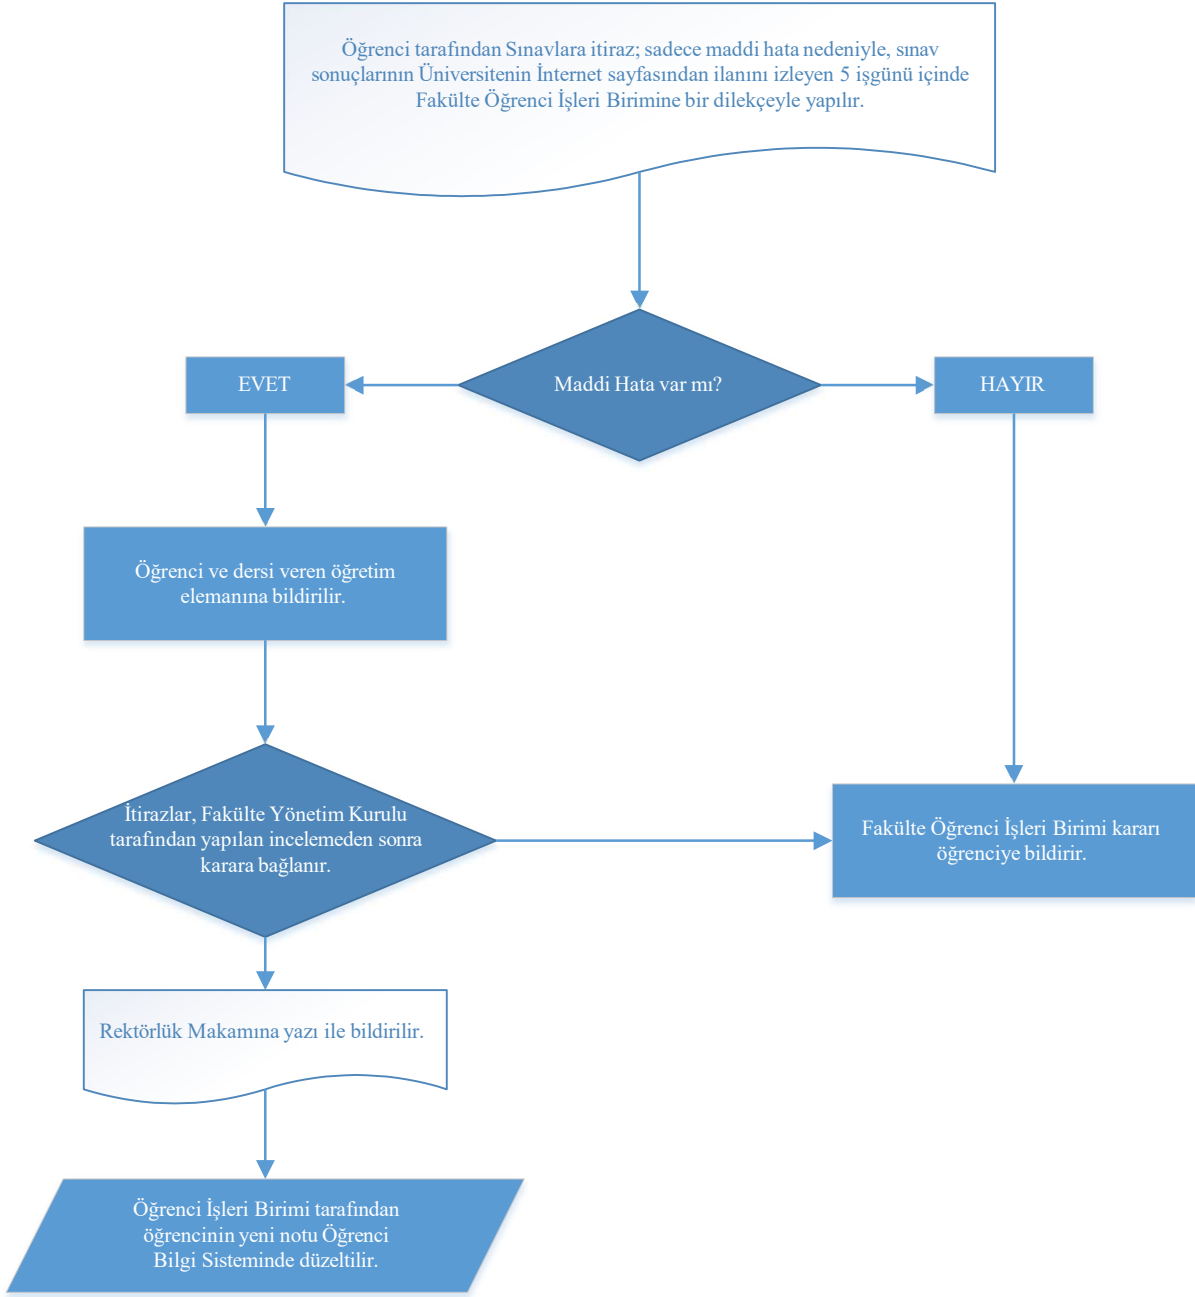 Öğrenci tarafından Sınavlara itiraz; sadece maddi hata nedeniyle, sınav
sonuçlarının Üniversitenin İnternet sayfasından ilanını izleyen 5 işgünü içinde
Fakülte Öğrenci İşleri Birimine bir dilekçeyle yapılır.
EVET
Maddi Hata var mı?
HAYIR
Öğrenci ve dersi veren öğretim
elemanına bildirilir.
İtirazlar, Fakülte Yönetim Kurulu
tarafından yapılan incelemeden sonra
karara bağlanır.
Fakülte Öğrenci İşleri Birimi kararı
öğrenciye bildirir.
Rektörlük Makamına yazı ile bildirilir.
Öğrenci İşleri Birimi tarafından
öğrencinin yeni notu Öğrenci
Bilgi Sisteminde düzeltilir.